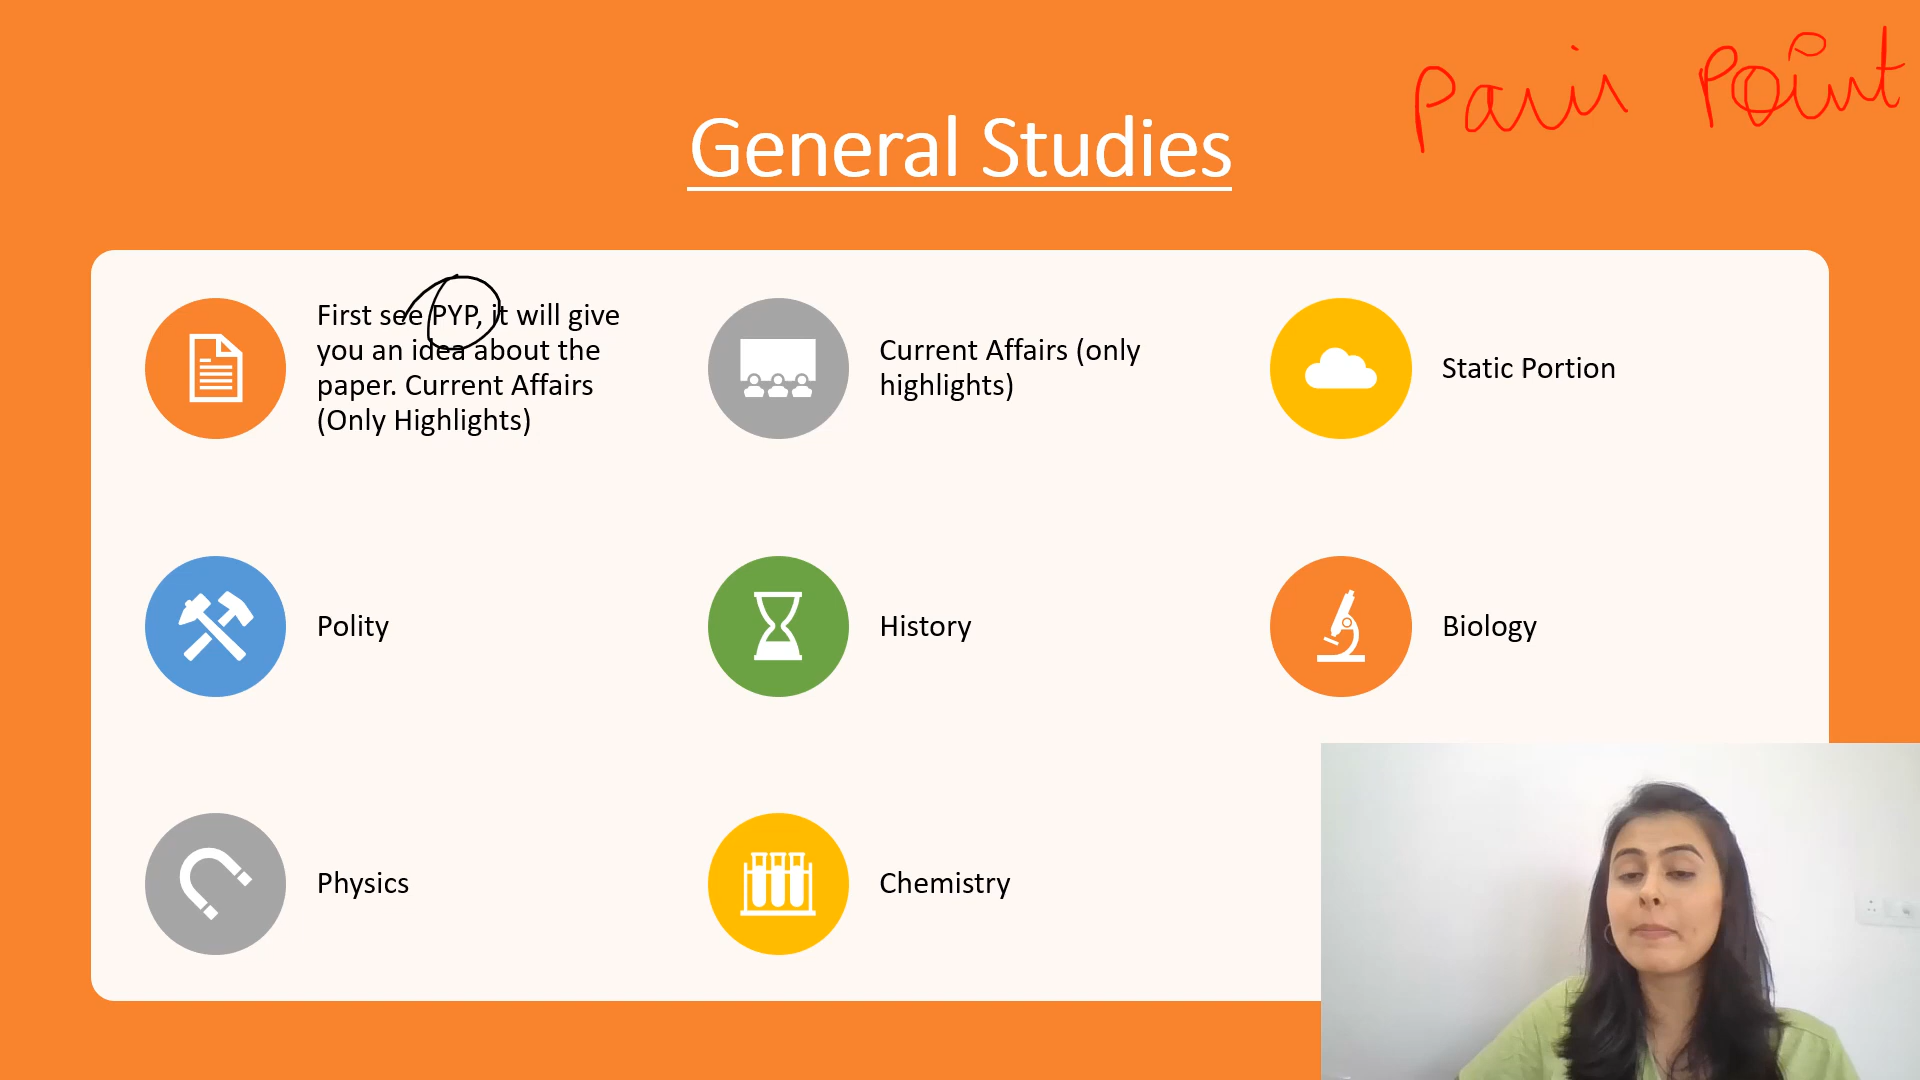 Pain Point
General Studies
First see PYP, it will give
you an idea about the
paper. Current Affairs
(Only Highlights)
Current Affairs (only
highlights)
Static Portion
Polity
History
Biology
Physics
Chemistry